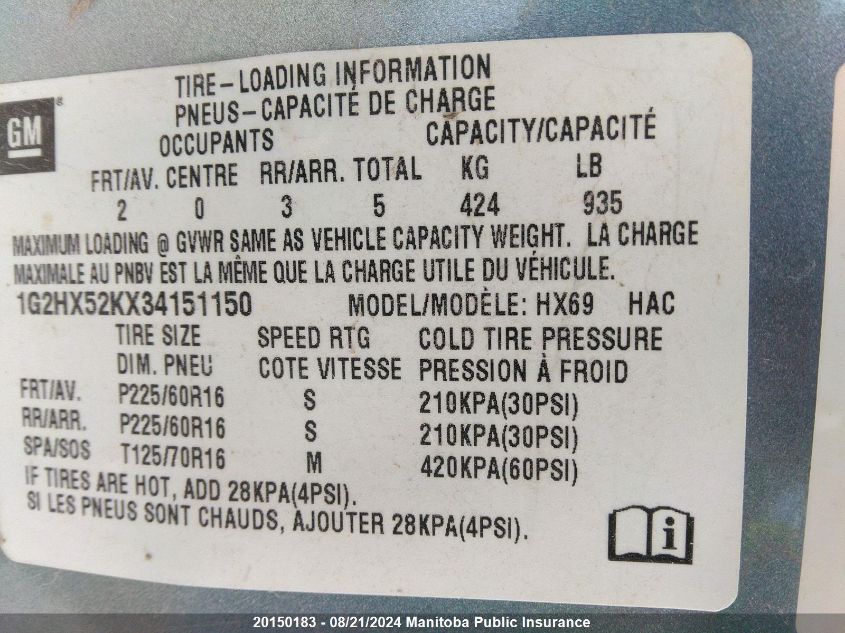 GM ®
TIRE-LOADING INFORMATION
PNEUS-CAPACITÉ DE CHARGE
OCCUPANTS CAPACITY/CAPACITÉ
FRT/AV. CENTRE RR/ARR. TOTAL KG LB
2 0 3 5 424 935
MAXIMUM LOADING @ GVWR SAME AS VEHICLE CAPACITY WEIGHT. LA CHARGE
MAXIMALE AU PNBV EST LA MÊME QUE LA CHARGE UTILE DU VÉHICULE.
1G2HX52KX34151150 MODEL/MODÈLE: HX69 HAC
TIRE SIZE SPEED RTG COLD TIRE PRESSURE
DIM. PNEU COTE VITESSE PRESSION À FROID
FRT/AV. P225/60R16 S 210KPA(30PSI)
RR/ARR. P225/60R16 S 210KPA(30PSI)
SPA/SOS T125/70R16 M 420KPA(60PSI)
IF TIRES ARE HOT, ADD 28KPA(4PSI).
SI LES PNEUS SONT CHAUDS, AJOUTER 28KPA(4PSI).
i
20150183 - 08/21/2024 Manitoba Public Insurance